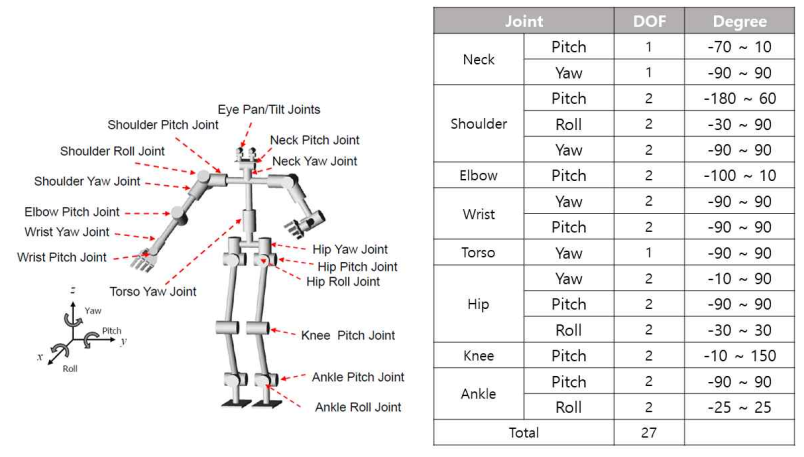 Eye Pan/Tilt Joints
Shoulder Pitch Joint
Neck Pitch Joint
Shoulder Roll Joint
Neck Yaw Joint
Shoulder Yaw Joint
Elbow Pitch Joint
Wrist Yaw Joint
Wrist Pitch Joint
Hip Yaw Joint
Hip Pitch Joint
Hip Roll Joint
Torso Yaw Joint
z
Yaw
Pitch
y
x
Roll
Knee Pitch Joint
Ankle Pitch Joint
Ankle Roll Joint
Joint DOF Degree
Neck Pitch 1 -70 ~ 10
Yaw 1 -90 ~ 90
Shoulder Pitch 2 -180 ~ 60
Roll 2 -30 ~ 90
Yaw 2 -90 ~ 90
Elbow Pitch 2 -100 ~ 10
Wrist Yaw 2 -90 ~ 90
Pitch 2 -90 ~ 90
Torso Yaw 1 -90 ~ 90
Hip Yaw 2 -10 ~ 90
Pitch 2 -90 ~ 90
Roll 2 -30 ~ 30
Knee Pitch 2 -10 ~ 150
Ankle Pitch 2 -90 ~ 90
Roll 2 -25 ~ 25
Total 27